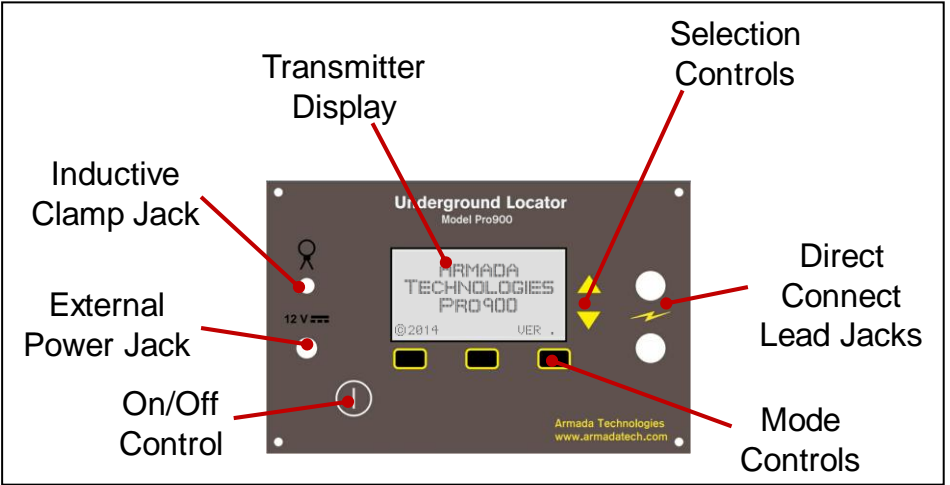 Selection
Controls
Transmitter
Display
Inductive
Clamp Jack
Underground Locator
Model Pro900
ARMADA
TECHNOLOGIES
PRO900
©2014 VER .
12 V
External
Power Jack
Direct
Connect
Lead Jacks
On/Off
Control
Armada Technologies
www.armadatech.com
Mode
Controls